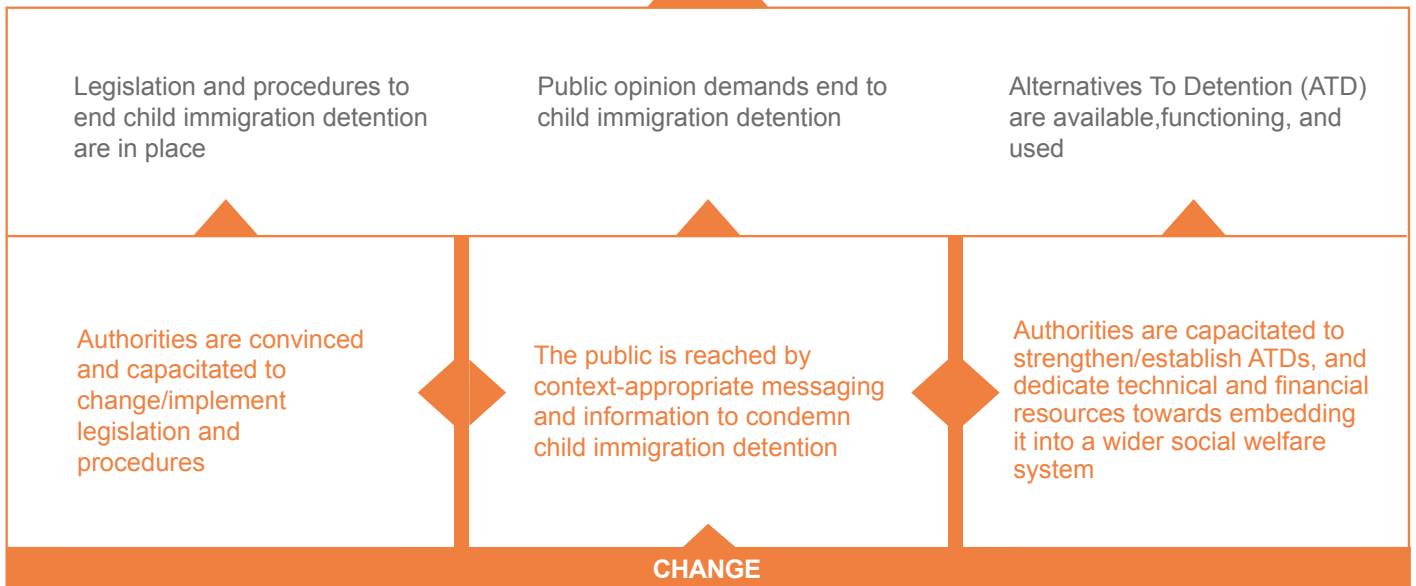 Legislation and procedures to
end child immigration detention
are in place
Public opinion demands end to
child immigration detention
Alternatives To Detention (ATD)
are available,functioning, and
used
Authorities are convinced
and capacitated to
change/implement
legislation and
procedures
The public is reached by
context-appropriate messaging
and information to condemn
child immigration detention
Authorities are capacitated to
strengthen/establish ATDs, and
dedicate technical and financial
resources towards embedding
it into a wider social welfare
system
CHANGE